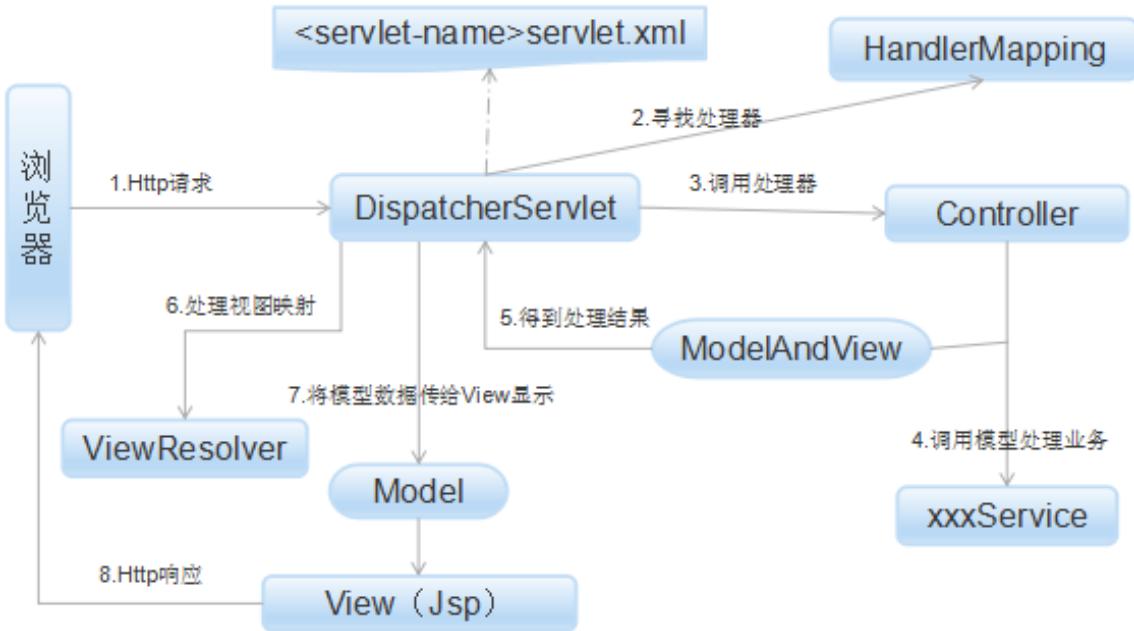 <servlet-name>servlet.xml
HandlerMapping
2.寻找处理器
浏览器
1.Http请求
3.调用处理器
DispatcherServlet
Controller
6.处理视图映射
5.得到处理结果
ModelAndView
7.将模型数据传给View显示
ViewResolver
4.调用模型处理业务
Model
xxxService
8.Http响应
View（Jsp）